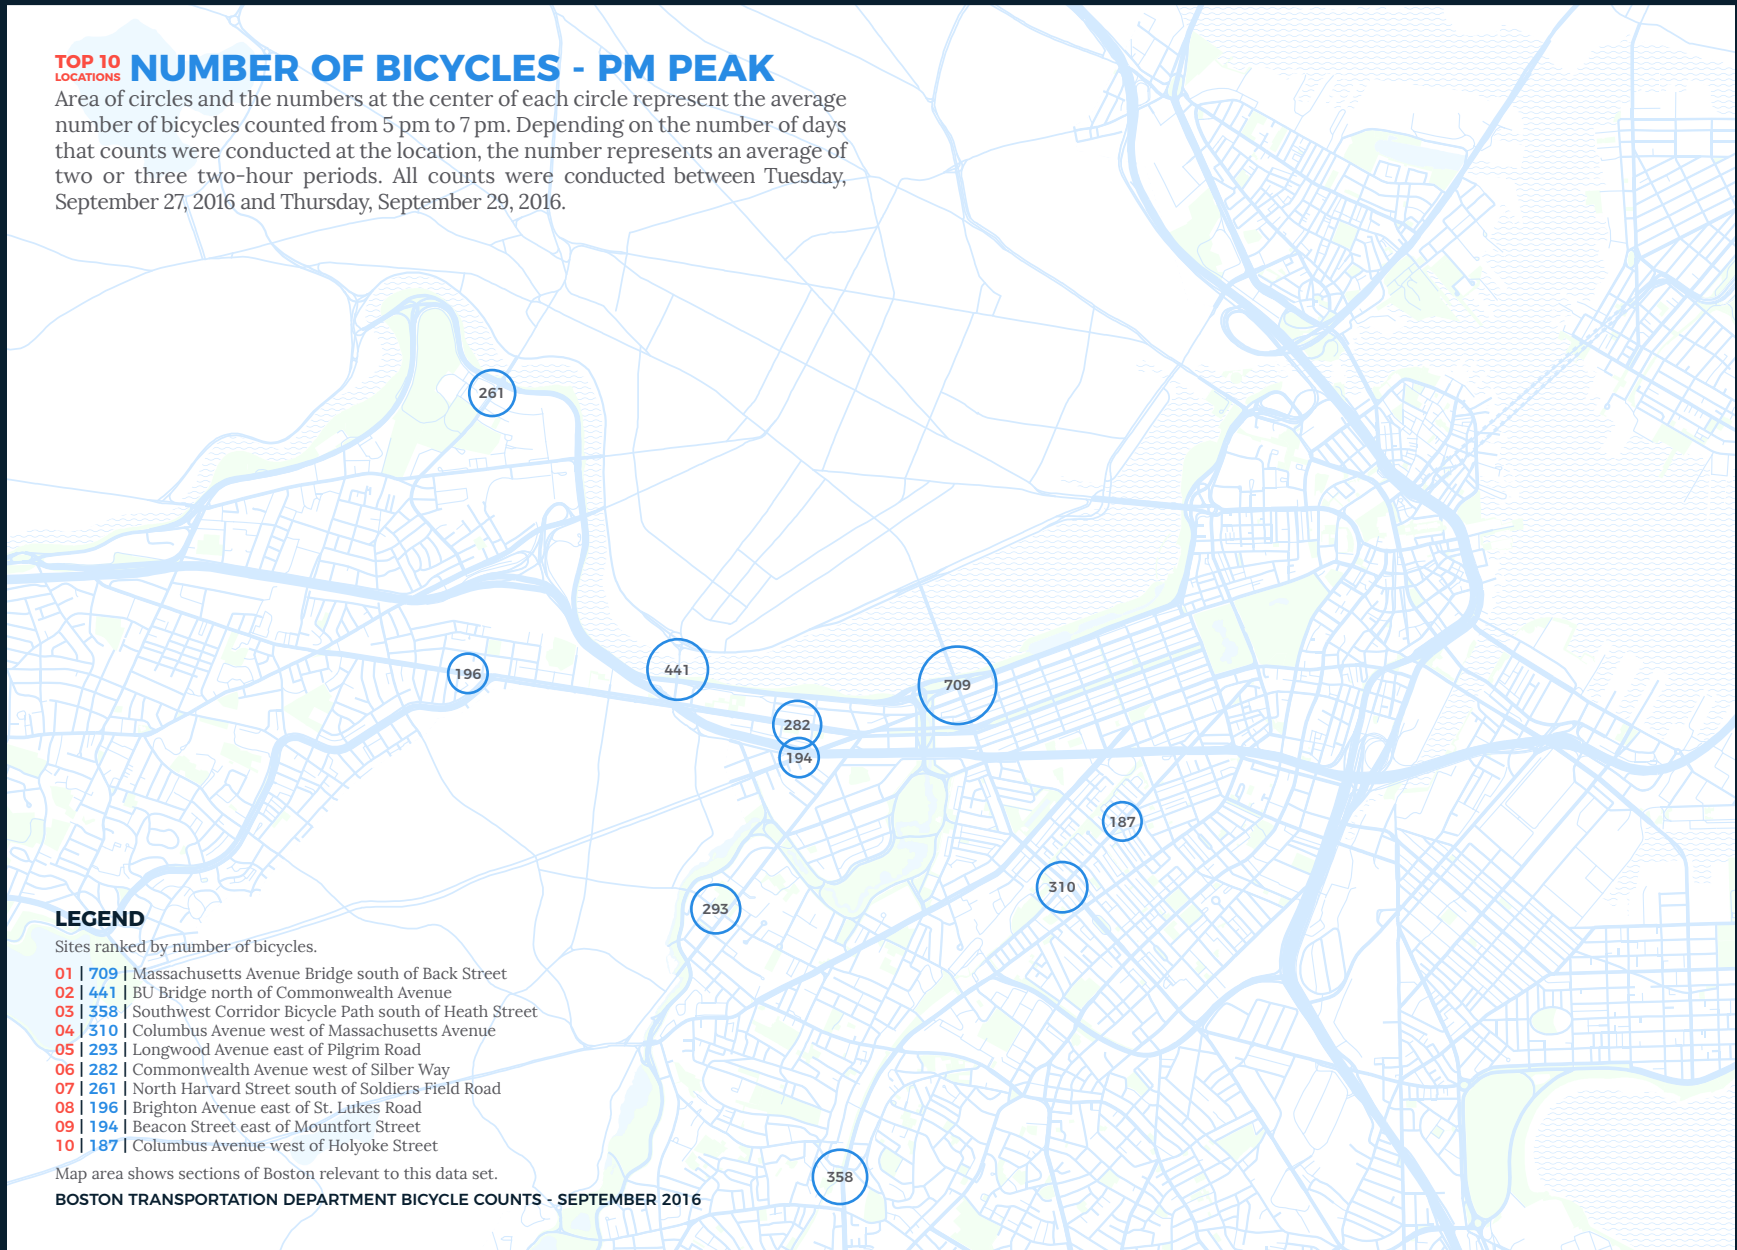 TOP 10 LOCATIONS NUMBER OF BICYCLES - PM PEAK
Area of circles and the numbers at the center of each circle represent the average
number of bicycles counted from 5 pm to 7 pm. Depending on the number of days
that counts were conducted at the location, the number represents an average of
two or three two-hour periods. All counts were conducted between Tuesday,
September 27, 2016 and Thursday, September 29, 2016.
261
196
441
709
282
194
187
310
293
358
LEGEND
Sites ranked by number of bicycles.
01 | 709 | Massachusetts Avenue Bridge south of Back Street
02 | 441 | BU Bridge north of Commonwealth Avenue
03 | 358 | Southwest Corridor Bicycle Path south of Heath Street
04 | 310 | Columbus Avenue west of Massachusetts Avenue
05 | 293 | Longwood Avenue east of Pilgrim Road
06 | 282 | Commonwealth Avenue west of Silber Way
07 | 261 | North Harvard Street south of Soldiers Field Road
08 | 196 | Brighton Avenue east of St. Lukes Road
09 | 194 | Beacon Street east of Mountfort Street
10 | 187 | Columbus Avenue west of Holyoke Street
Map area shows sections of Boston relevant to this data set.
BOSTON TRANSPORTATION DEPARTMENT BICYCLE COUNTS - SEPTEMBER 2016